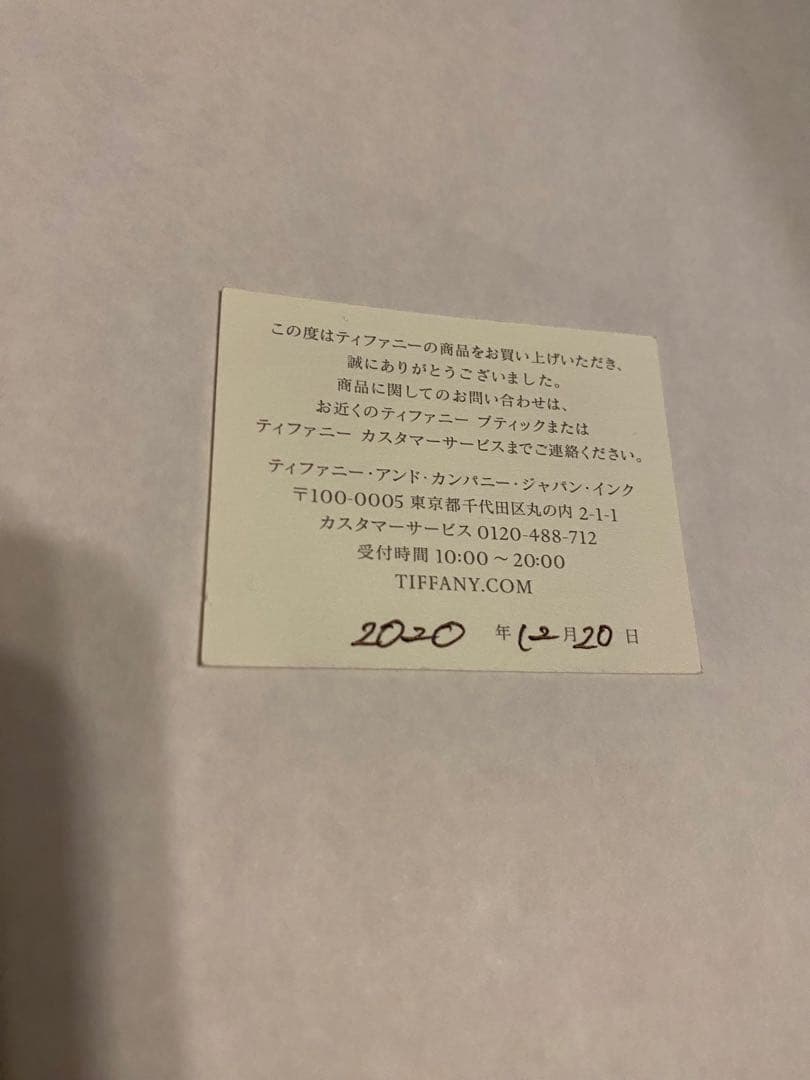 この度はティファニーの商品をお買い上げいただき、
誠にありがとうございました。
商品に関してのお問い合わせは、
お近くのティファニー ブティックまたは
ティファニー カスタマーサービスまでご連絡ください。
ティファニー・アンド・カンパニー・ジャパン・インク
〒100-0005 東京都千代田区丸の内 2-1-1
カスタマーサービス 0120-488-712
受付時間 10:00 ～ 20:00
TIFFANY.COM
2020 年 12 月 20 日